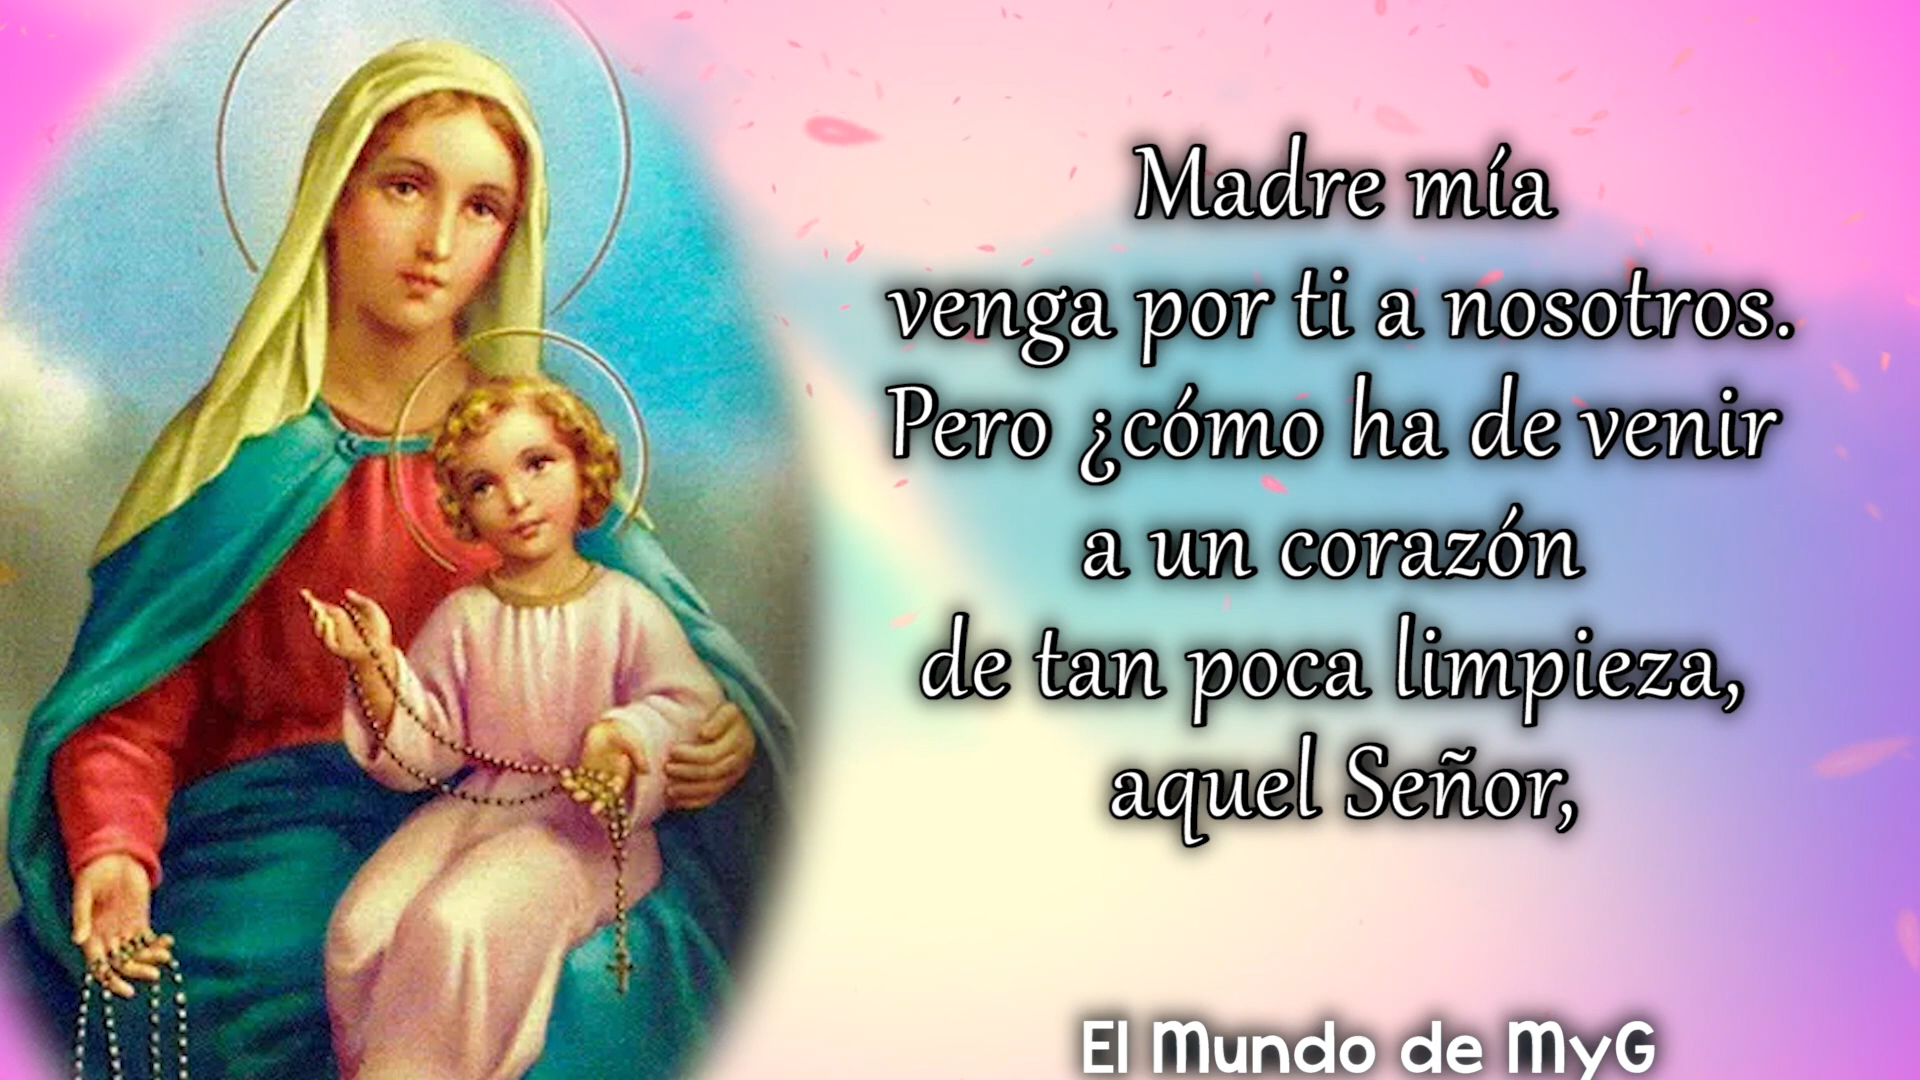 Madre mía
venga por ti a nosotros.
Pero ¿cómo ha de venir
a un corazón
de tan poca limpieza,
aquel Señor,
El Mundo de MyG